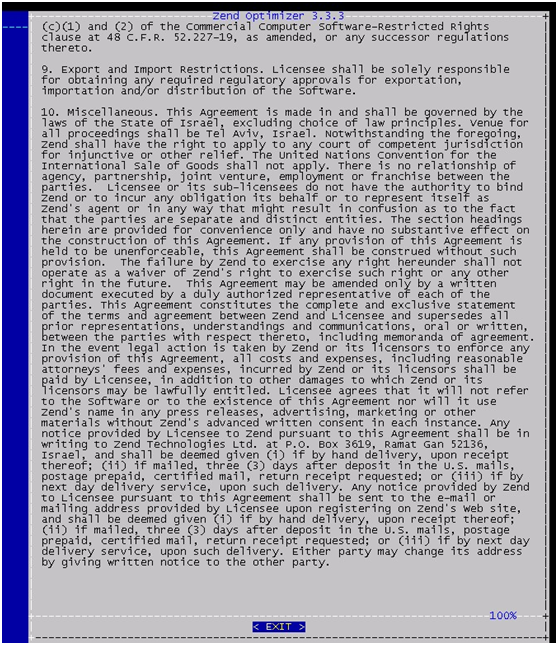 Zend Optimizer 3.3.3
(c)(1) and (2) of the Commercial Computer Software-Restricted Rights
clause at 48 C.F.R. 52.227-19, as amended, or any successor regulations
thereto.
9. Export and Import Restrictions. Licensee shall be solely responsible
for obtaining any required regulatory approvals for exportation,
importation and/or distribution of the Software.
10. Miscellaneous. This Agreement is made in and shall be governed by the
laws of the State of Israel, excluding choice of law principles. Venue for
all proceedings shall be Tel Aviv, Israel. Notwithstanding the foregoing,
Zend shall have the right to apply to any court of competent jurisdiction
for injunctive or other relief. The United Nations Convention for the
International Sale of Goods shall not apply. There is no relationship of
agency, partnership, joint venture, employment or franchise between the
parties.  Licensee or its sub-licensees do not have the authority to bind
Zend or to incur any obligation its behalf or to represent itself as
Zend's agent or in any way that might result in confusion as to the fact
that the parties are separate and distinct entities. The section headings
herein are provided for convenience only and have no substantive effect on
the construction of this Agreement. If any provision of this Agreement is
held to be unenforceable, this Agreement shall be construed without such
provision.  The failure by Zend to exercise any right hereunder shall not
operate as a waiver of Zend's right to exercise such right or any other
right in the future.  This Agreement may be amended only by a written
document executed by a duly authorized representative of each of the
parties. This Agreement constitutes the complete and exclusive statement
of the terms and agreement between Zend and Licensee and supersedes all
prior representations, understandings and communications, oral or written,
between the parties with respect thereto, including memoranda of agreement.
In the event legal action is taken by Zend or its licensors to enforce any
provision of this Agreement, all costs and expenses, including reasonable
attorneys' fees and expenses, incurred by Zend or its licensors shall be
paid by Licensee, in addition to other damages to which Zend or its
licensors may be lawfully entitled. Licensee agrees that it will not refer
to the Software or to the existence of this Agreement nor will it use
Zend's name in any press releases, advertising, marketing or other
materials without Zend's advanced written consent in each instance. Any
notice provided by Licensee to Zend pursuant to this Agreement shall be in
writing to Zend Technologies Ltd. at P.O. Box 3619, Ramat Gan 52136,
Israel, and shall be deemed given (i) if by hand delivery, upon receipt
thereof; (ii) if mailed, three (3) days after deposit in the U.S. mails,
postage prepaid, certified mail, return receipt requested; or (iii) if by
next day delivery service, upon such delivery. Any notice provided by Zend
to Licensee pursuant to this Agreement shall be sent to the e-mail or
mailing address provided by Licensee upon registering on Zend's Web site,
and shall be deemed given (i) if by hand delivery, upon receipt thereof;
(ii) if mailed, three (3) days after deposit in the U.S. mails, postage
prepaid, certified mail, return receipt requested; or (iii) if by next day
delivery service, upon such delivery. Either party may change its address
by giving written notice to the other party.
100%
< EXIT >